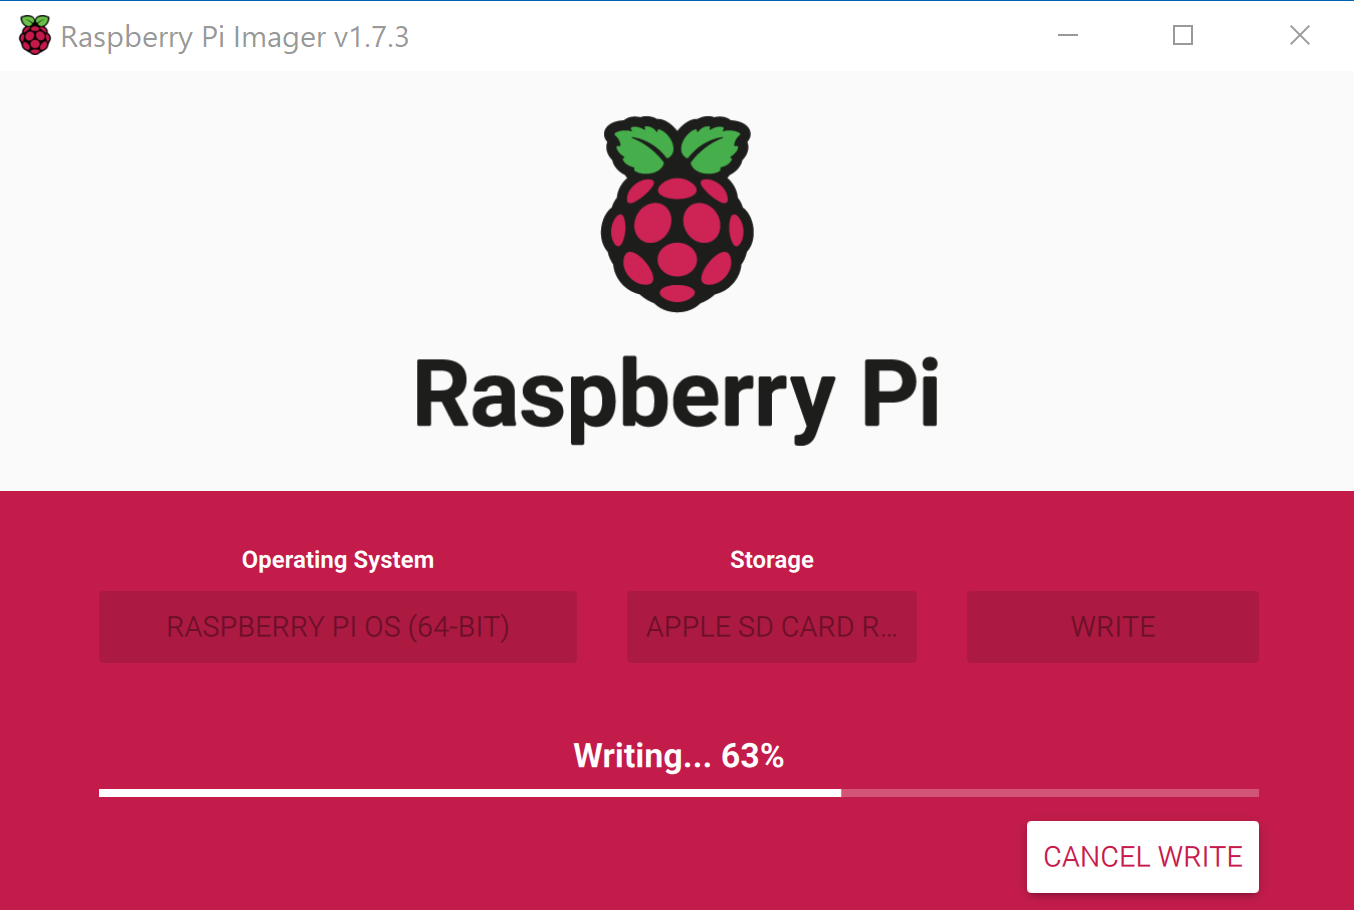 Raspberry Pi Imager v1.7.3
Raspberry Pi
Operating System
Storage
RASPBERRY PI OS (64-BIT)
APPLE SD CARD R...
WRITE
Writing... 63%
CANCEL WRITE